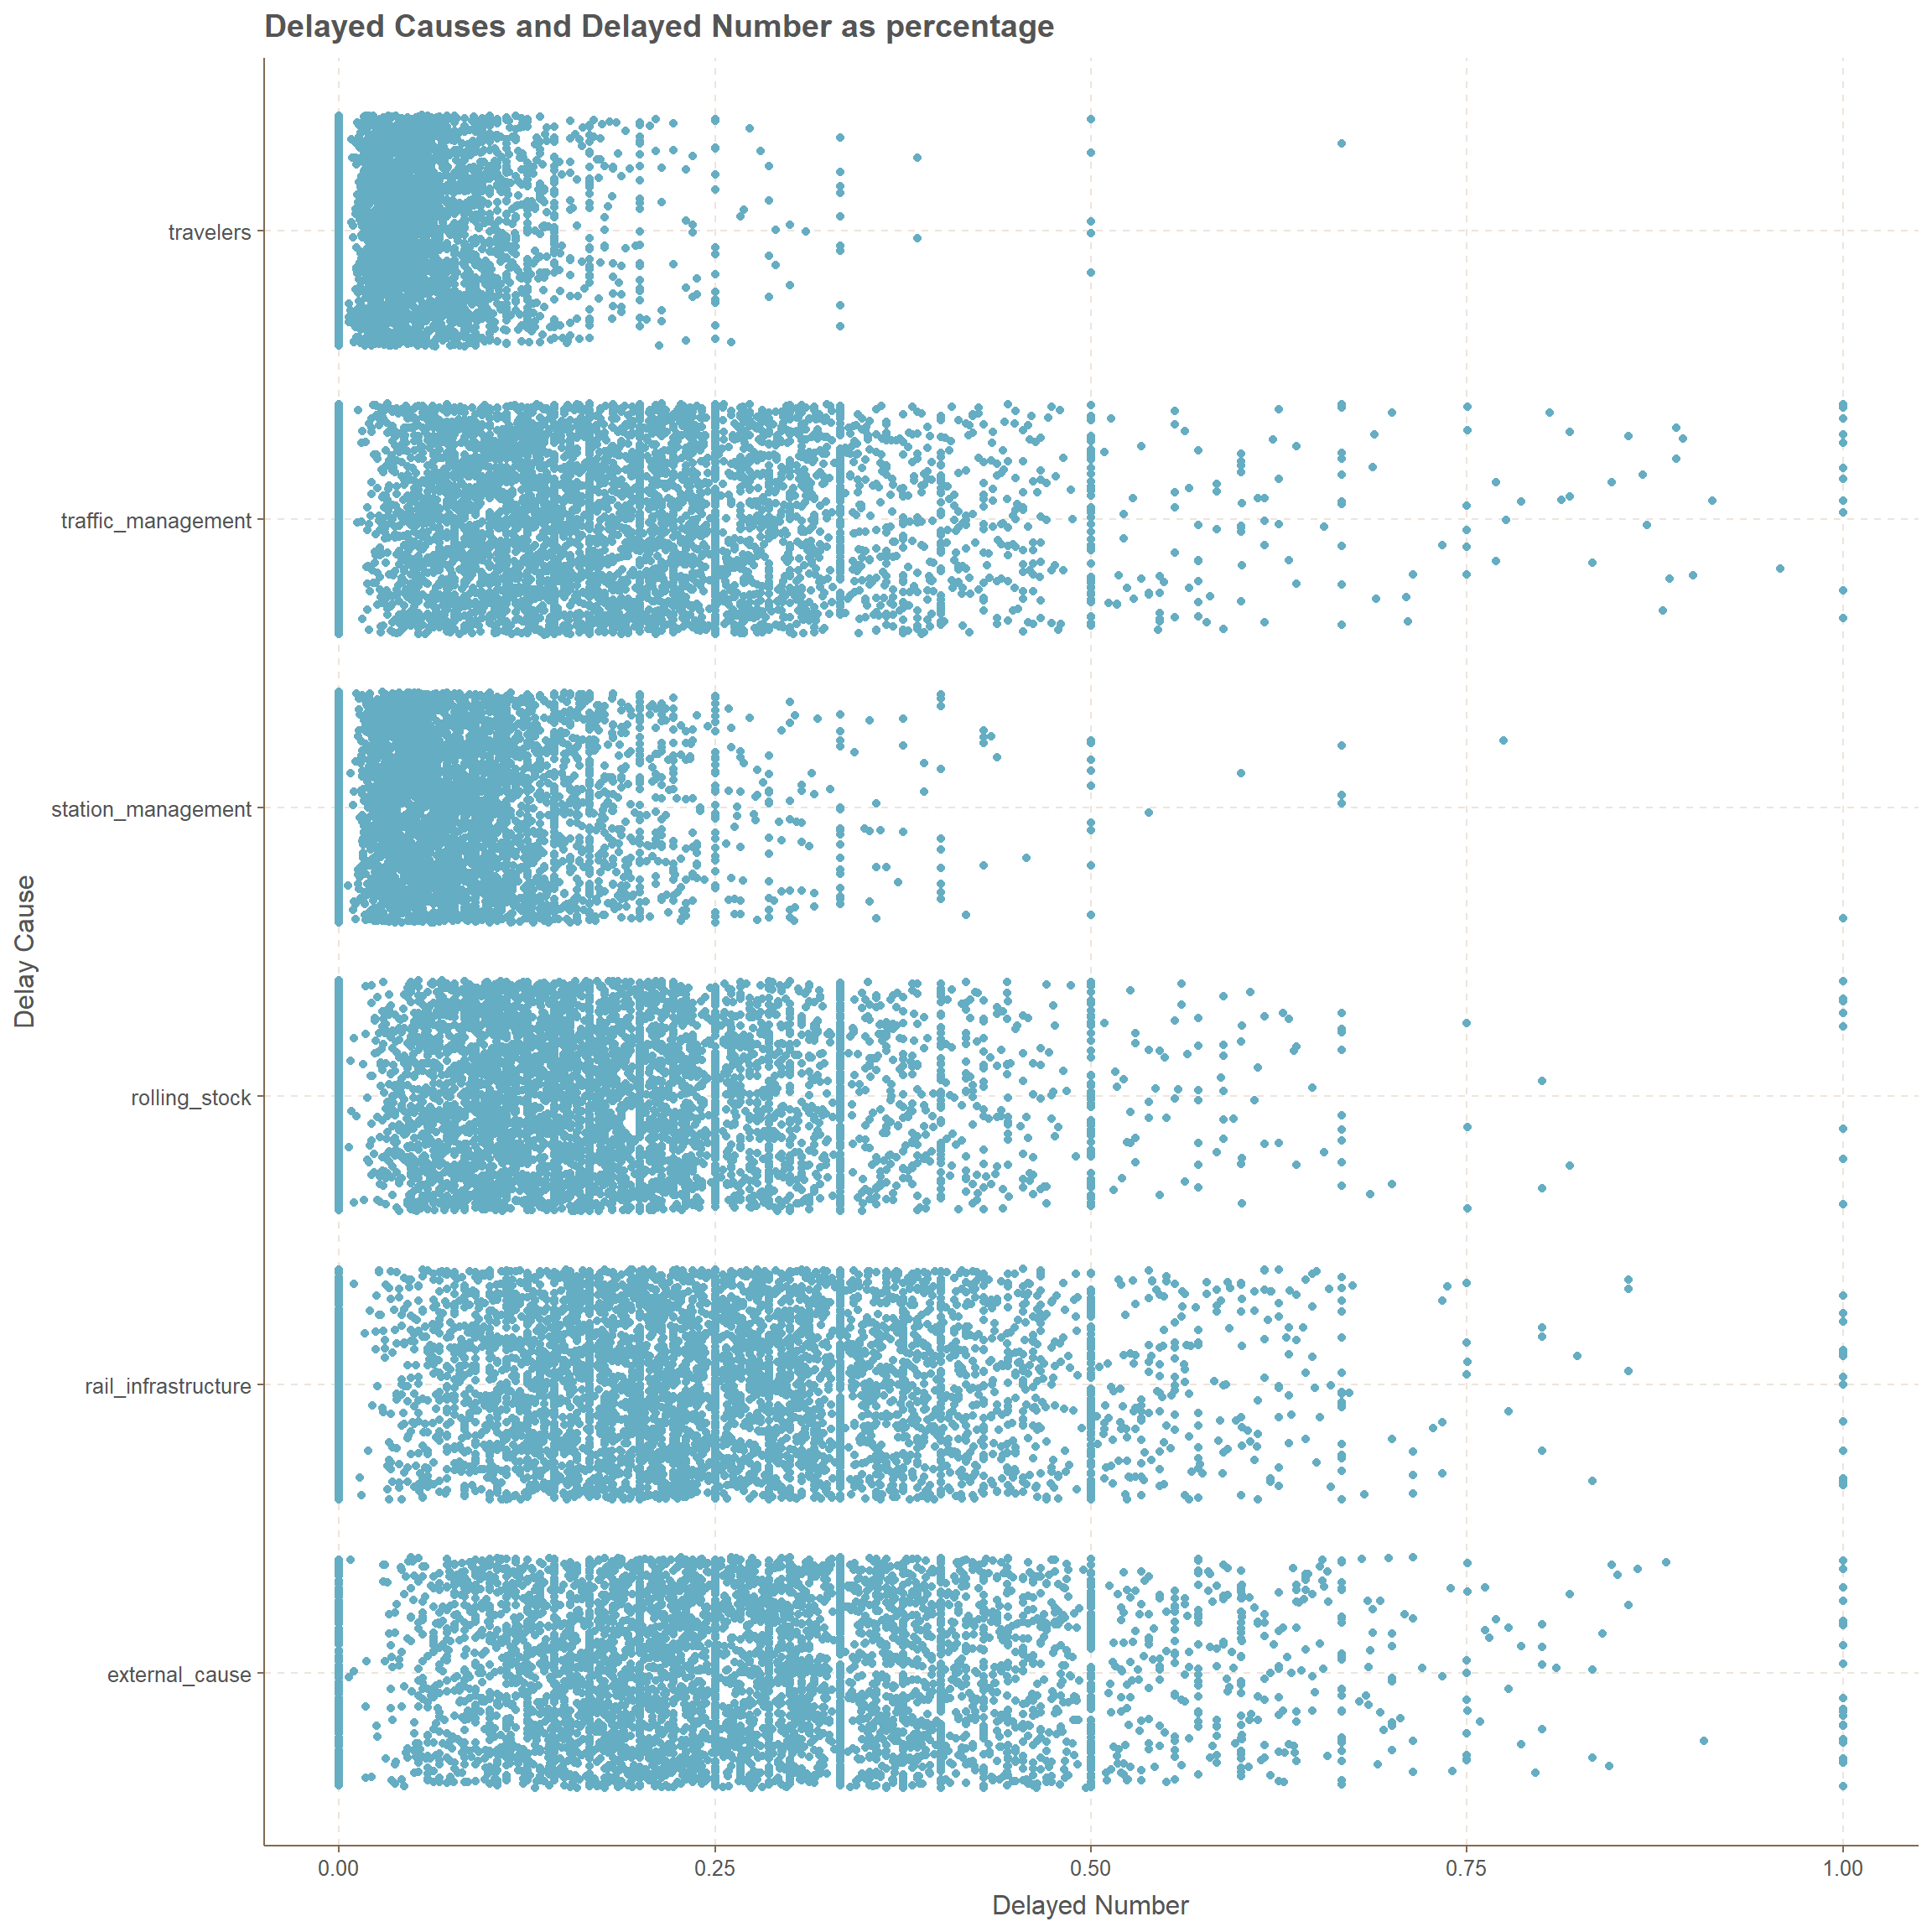 Delayed Causes and Delayed Number as percentage
travelers
traffic_management
station_management
rolling_stock
rail_infrastructure
external_cause
Delay Cause
0.00 0.25 0.50 0.75 1.00
Delayed Number